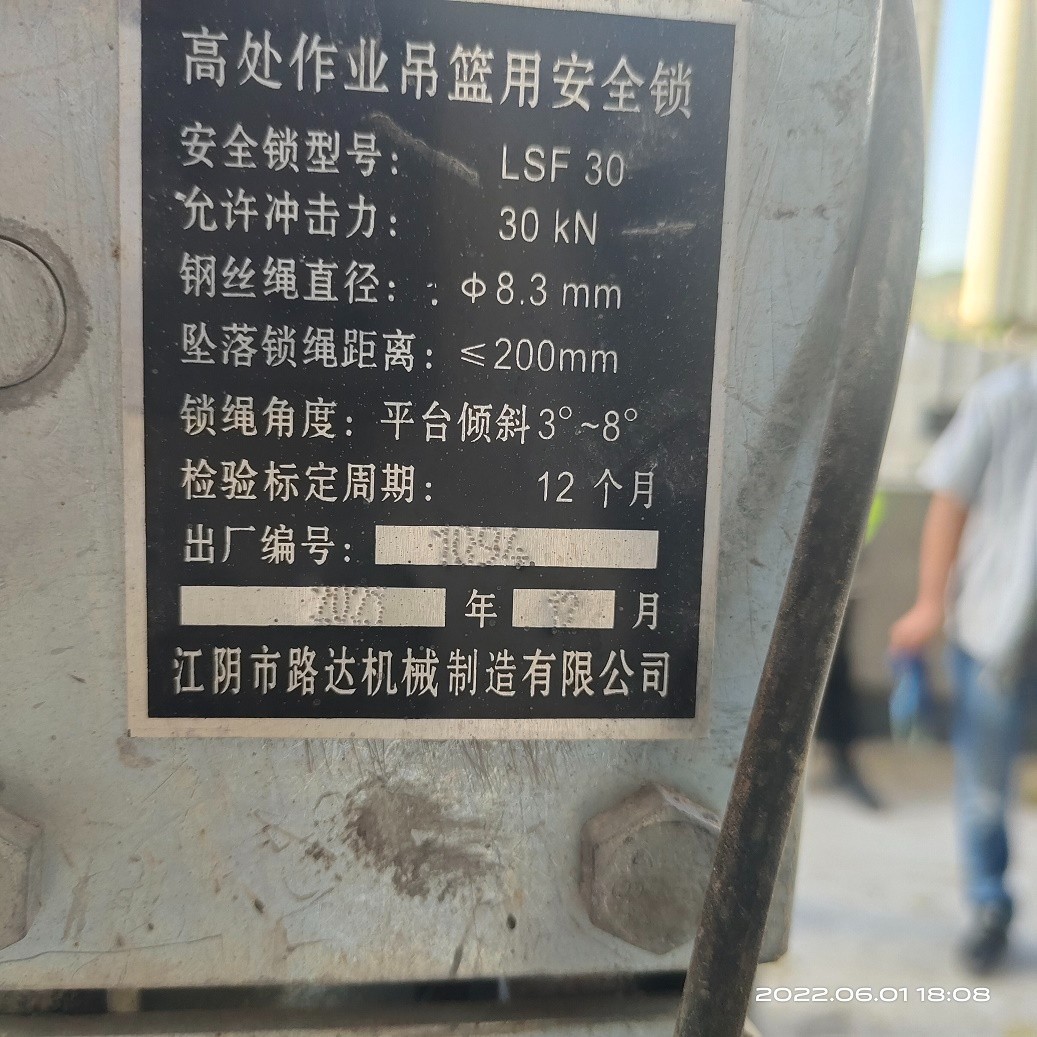 高处作业吊篮用安全锁
安全锁型号: LSF 30
允许冲击力: 30 kN
钢丝绳直径: : ф8.3 mm
坠落锁绳距离: ≤200mm
锁绳角度: 平台倾斜3°~8°
检验标定周期: 12 个月
出厂编号:
2021 年 12 月
江阴市路达机械制造有限公司
2022.06.01 18:08